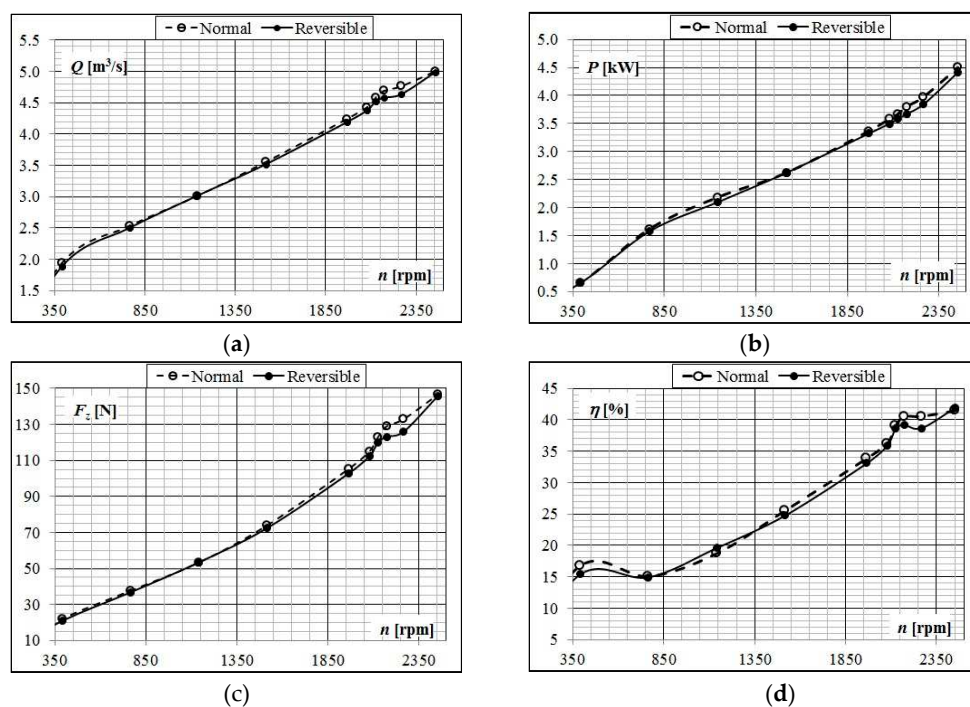 Normal Reversible
5.5
Q [m³/s]
5.0
4.5
4.0
3.5
3.0
2.5
2.0
n [rpm]
1.5
350 850 1350 1850 2350
(a)
Normal Reversible
5.0
P [kW]
4.5
4.0
3.5
3.0
2.5
2.0
1.5
1.0
n [rpm]
0.5
350 850 1350 1850 2350
(b)
Normal Reversible
150
F_z [N]
130
110
90
70
50
30
n [rpm]
10
350 850 1350 1850 2350
(c)
Normal Reversible
45
η [%]
40
35
30
25
20
15
10
n [rpm]
5
350 850 1350 1850 2350
(d)